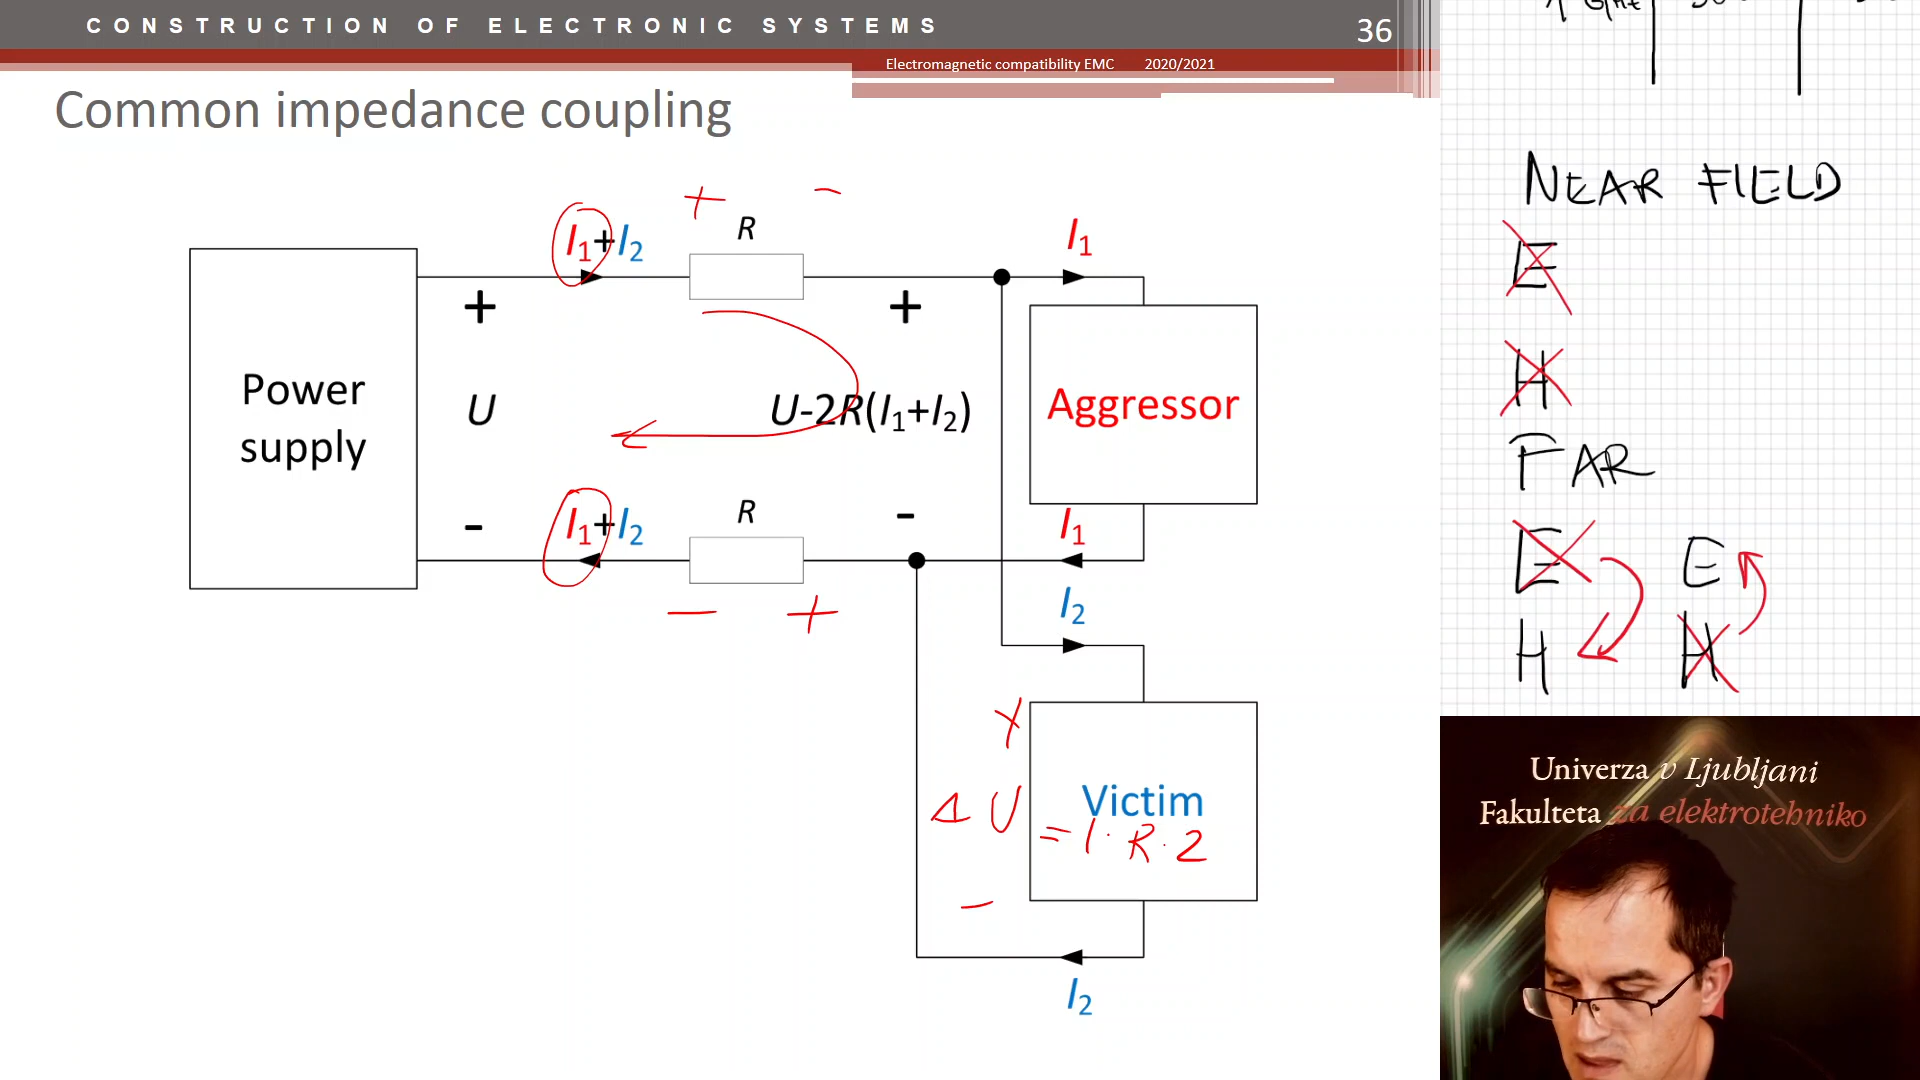 CONSTRUCTION OF ELECTRONIC SYSTEMS
36
Electromagnetic compatibility EMC 2020/2021
Common impedance coupling
+ -
I1+I2
R
I1
+
+
Power
supply
U
U-2R(I1+I2)
Aggressor
-
I1+I2
R
-
I1
- +
I2
+
Δ U
Victim
= I · R · 2
-
I2
NEAR FIELD
E
H
FAR
E E
H H
Univerza v Ljubljani
Fakulteta za elektrotehniko